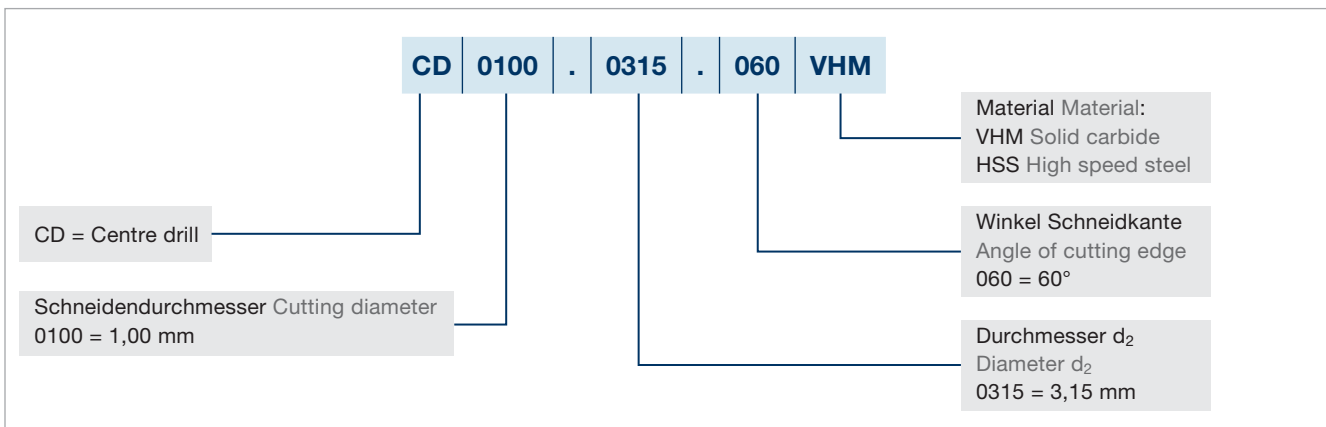 CD 0100 . 0315 . 060 VHM
Material Material:
VHM Solid carbide
HSS High speed steel
CD = Centre drill
Winkel Schneidkante
Angle of cutting edge
060 = 60°
Schneidendurchmesser Cutting diameter
0100 = 1,00 mm
Durchmesser d₂
Diameter d₂
0315 = 3,15 mm